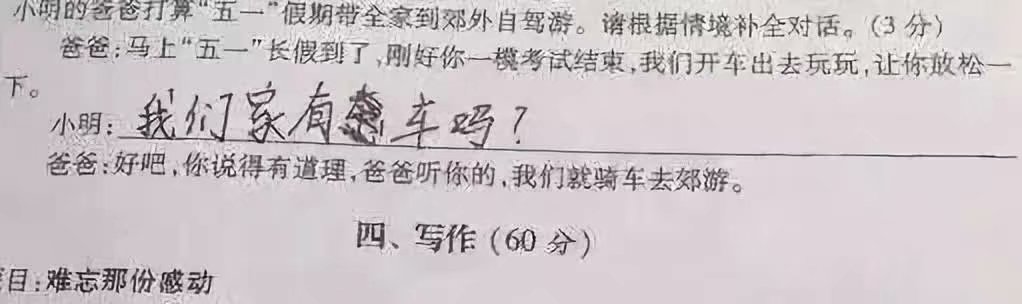 小明的爸爸打算“五一”假期带全家到郊外自驾游。请根据情境补全对话。(3分)
爸爸:马上“五一”长假到了,刚好你一模考试结束,我们开车出去玩玩,让你放松一
下。
小明:我们家有车吗?
爸爸:好吧,你说得有道理,爸爸听你的,我们就骑车去郊游。
四、写作(60分)
目:难忘那份感动